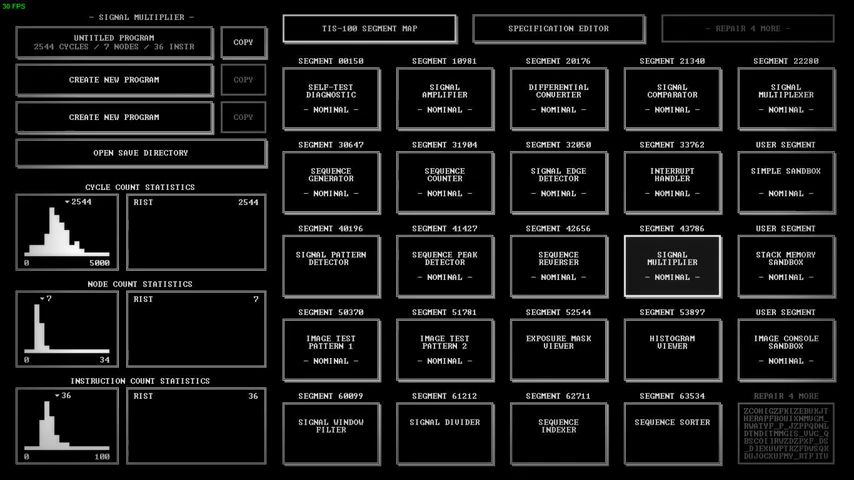 30 FPS
- SIGNAL MULTIPLIER -
UNTITLED PROGRAM
2544 CYCLES / 7 NODES / 36 INSTR
COPY
CREATE NEW PROGRAM
COPY
CREATE NEW PROGRAM
COPY
OPEN SAVE DIRECTORY
CYCLE COUNT STATISTICS
2544
0 5000
RIST 2544
NODE COUNT STATISTICS
7
0 34
RIST 7
INSTRUCTION COUNT STATISTICS
36
0 100
RIST 36
TIS-100 SEGMENT MAP
SPECIFICATION EDITOR
- REPAIR 4 MORE -
SEGMENT 00150
SELF-TEST
DIAGNOSTIC
- NOMINAL -
SEGMENT 10981
SIGNAL
AMPLIFIER
- NOMINAL -
SEGMENT 20176
DIFFERENTIAL
CONVERTER
- NOMINAL -
SEGMENT 21340
SIGNAL
COMPARATOR
- NOMINAL -
SEGMENT 22280
SIGNAL
MULTIPLEXER
- NOMINAL -
SEGMENT 30647
SEQUENCE
GENERATOR
- NOMINAL -
SEGMENT 31904
SEQUENCE
COUNTER
- NOMINAL -
SEGMENT 32050
SIGNAL EDGE
DETECTOR
- NOMINAL -
SEGMENT 33762
INTERRUPT
HANDLER
- NOMINAL -
USER SEGMENT
SIMPLE SANDBOX
- NOMINAL -
SEGMENT 40196
SIGNAL PATTERN
DETECTOR
SEGMENT 41427
SEQUENCE PEAK
DETECTOR
- NOMINAL -
SEGMENT 42656
SEQUENCE
REVERSER
- NOMINAL -
SEGMENT 43786
SIGNAL
MULTIPLIER
- NOMINAL -
USER SEGMENT
STACK MEMORY
SANDBOX
- NOMINAL -
SEGMENT 50370
IMAGE TEST
PATTERN 1
- NOMINAL -
SEGMENT 51781
IMAGE TEST
PATTERN 2
- NOMINAL -
SEGMENT 52544
EXPOSURE MASK
VIEWER
SEGMENT 53897
HISTOGRAM
VIEWER
USER SEGMENT
IMAGE CONSOLE
SANDBOX
- NOMINAL -
SEGMENT 60099
SIGNAL WINDOW
FILTER
SEGMENT 61212
SIGNAL DIVIDER
SEGMENT 62711
SEQUENCE
INDEXER
SEGMENT 63534
SEQUENCE SORTER
REPAIR 4 MORE